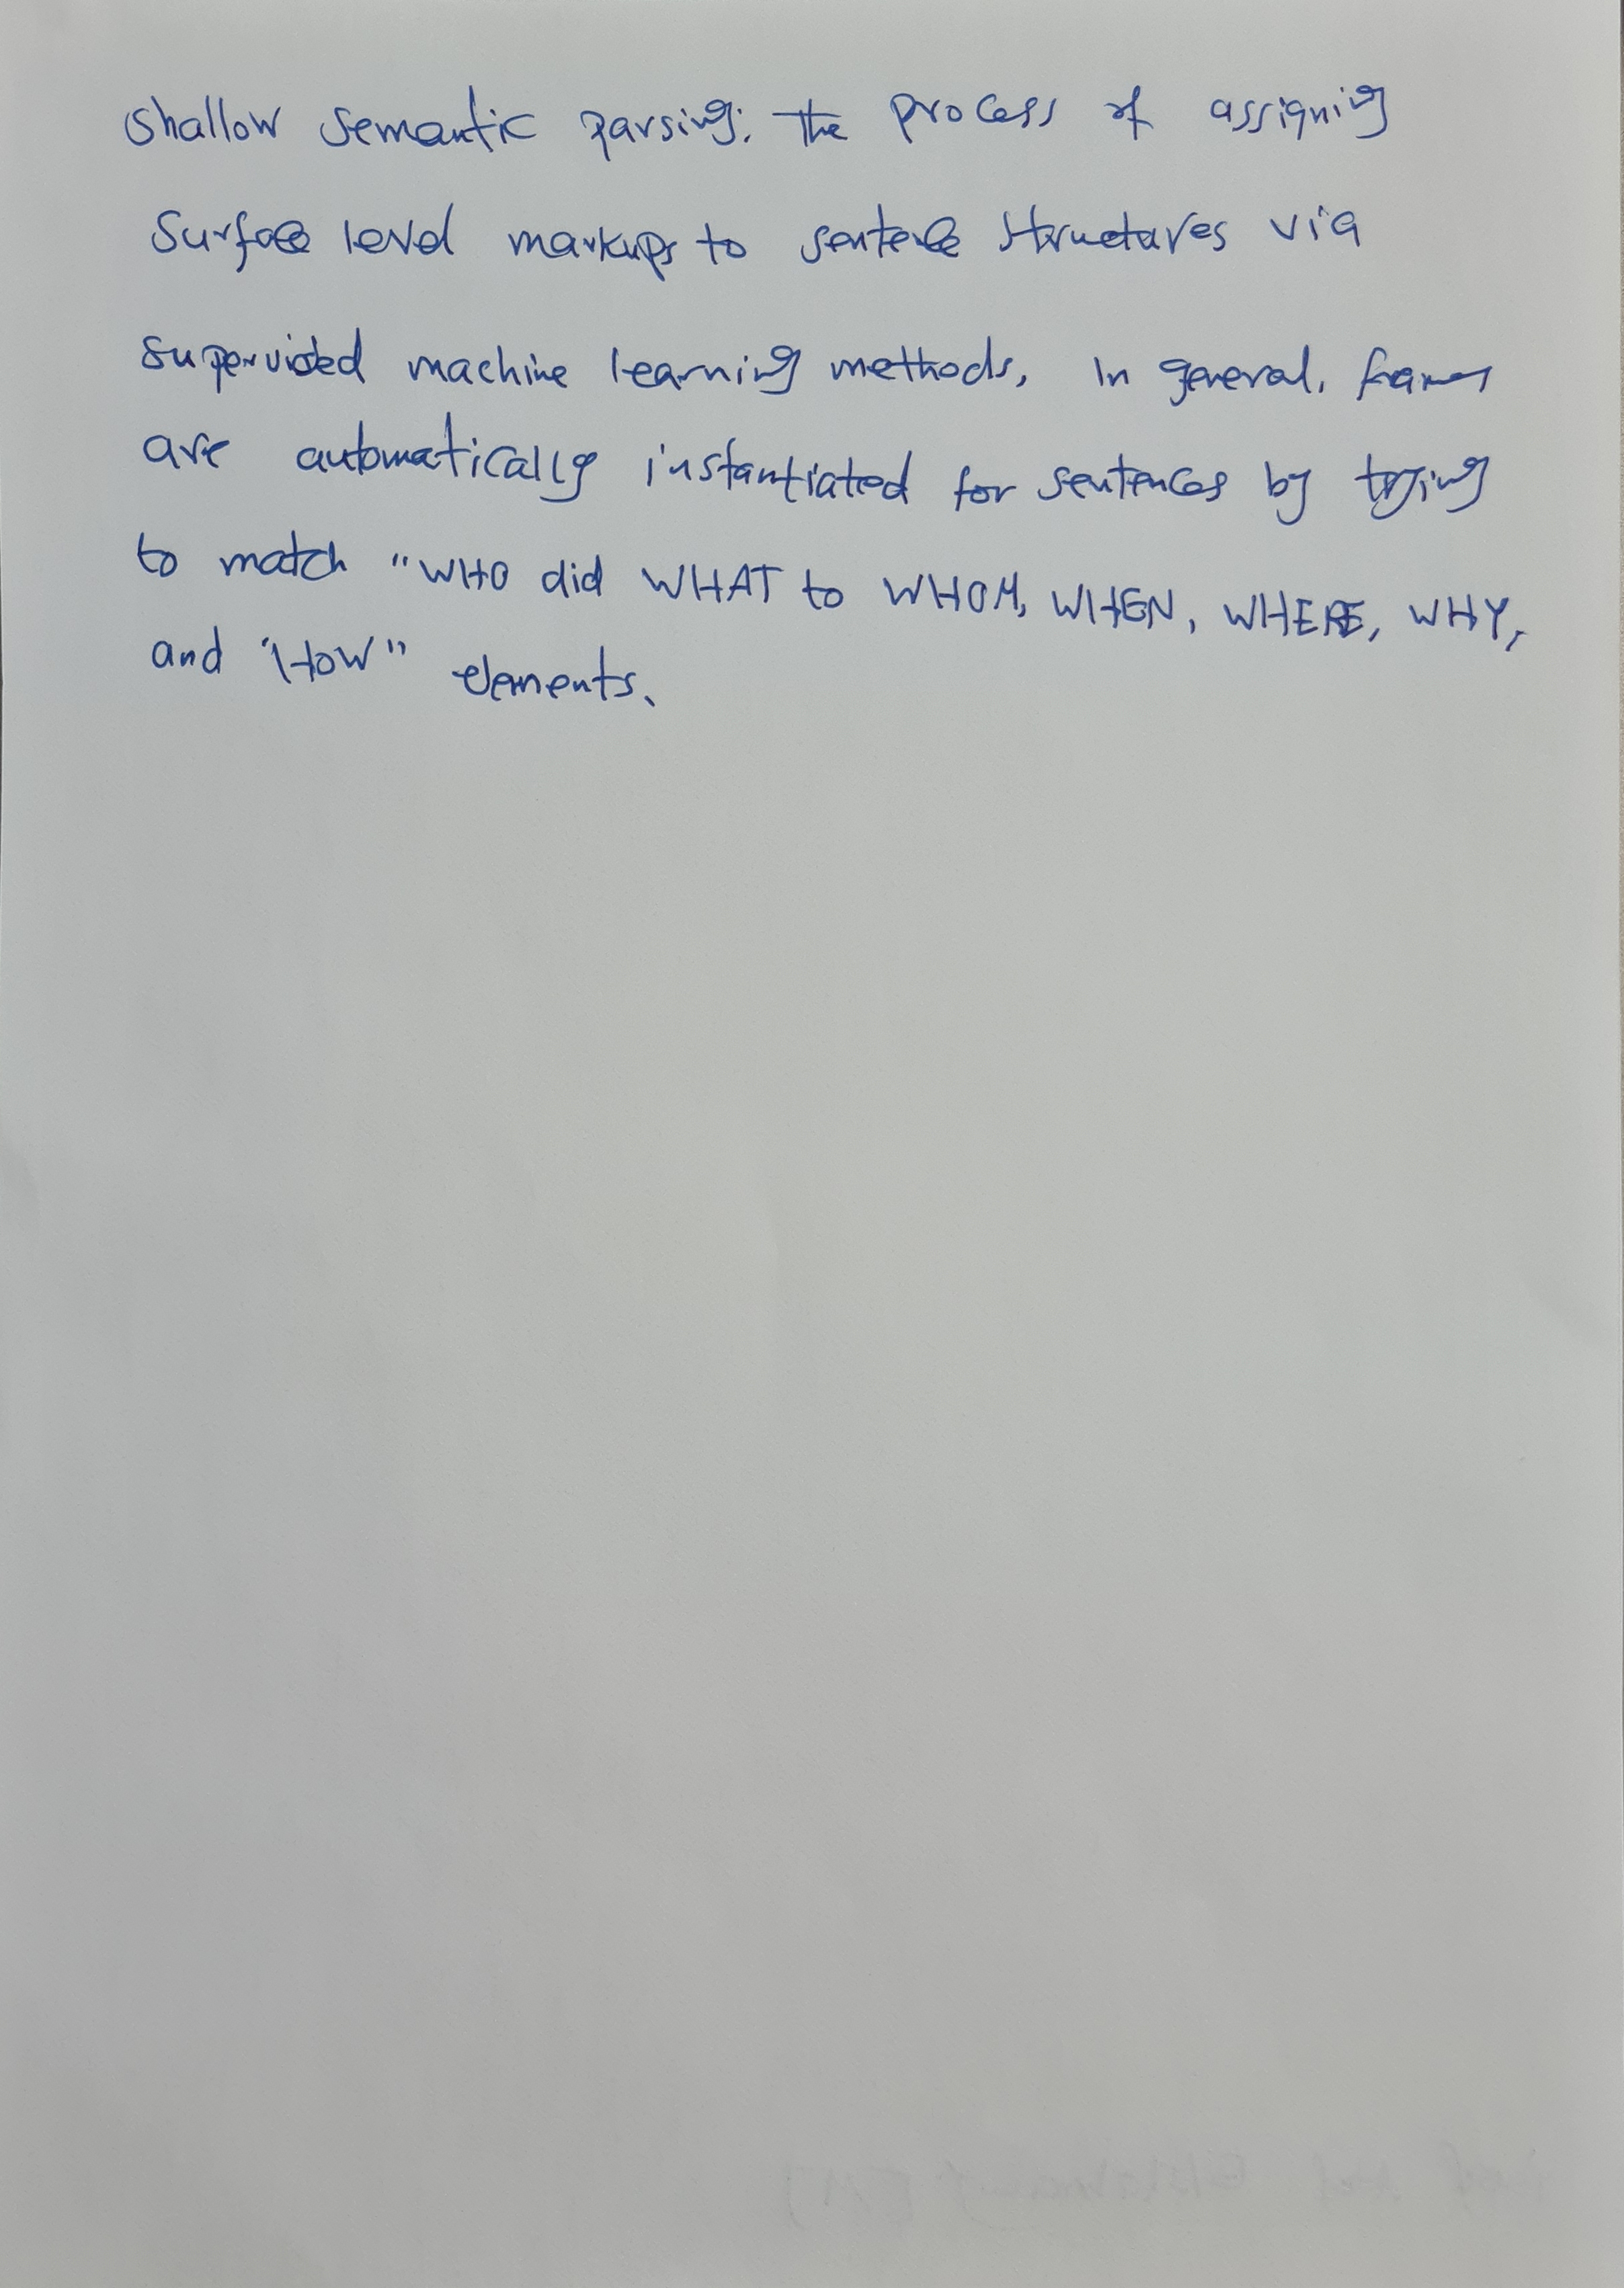 Shallow semantic parsing: the process of assigning
surface level markups to sentence structures via
supervised machine learning methods. In general, frames
are automatically instantiated for sentences by trying
to match "WHO did WHAT to WHOM, WHEN, WHERE, WHY,
and HOW" elements.